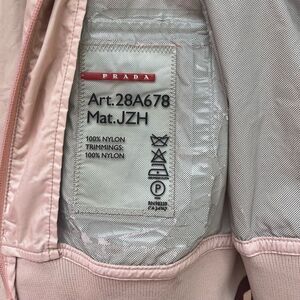 PRADA
Art.28A678
Mat.JZH
100% NYLON
TRIMMINGS:
100% NYLON
P